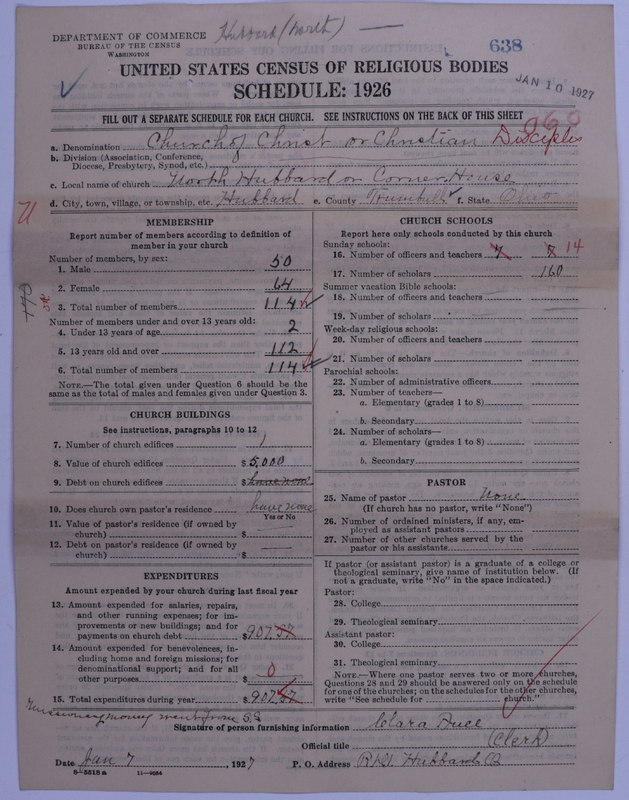 Hubbard (North) —
DEPARTMENT OF COMMERCE
BUREAU OF THE CENSUS
WASHINGTON
638
UNITED STATES CENSUS OF RELIGIOUS BODIES
SCHEDULE: 1926
JAN 10 1927
FILL OUT A SEPARATE SCHEDULE FOR EACH CHURCH. SEE INSTRUCTIONS ON THE BACK OF THIS SHEET
a. Denomination Church of Christ or Christian Disciples
b. Division (Association, Conference, Diocese, Presbytery, Synod, etc.)
c. Local name of church North Hubbard or Corner House
d. City, town, village, or township, etc. Hubbard e. County Trumbull f. State Ohio
MEMBERSHIP
Report number of members according to definition of
member in your church
Number of members, by sex:
1. Male 50
2. Female 64
3. Total number of members 114
Number of members under and over 13 years old:
4. Under 13 years of age 2
5. 13 years old and over 112
6. Total number of members 114
NOTE.—The total given under Question 6 should be the
same as the total of males and females given under Question 3.
CHURCH BUILDINGS
See instructions, paragraphs 10 to 12
7. Number of church edifices 1
8. Value of church edifices $5,000
9. Debt on church edifices $have none
10. Does church own pastor's residence have none
Yes or No
11. Value of pastor's residence (if owned by
church) $
12. Debt on pastor's residence (if owned by
church) $
EXPENDITURES
Amount expended by your church during last fiscal year
13. Amount expended for salaries, repairs,
and other running expenses; for im-
provements or new buildings; and for
payments on church debt $907.37
14. Amount expended for benevolences, in-
cluding home and foreign missions; for
denominational support; and for all
other purposes $ 0
15. Total expenditures during year $907.37
Missionary money went from S.S.
CHURCH SCHOOLS
Report here only schools conducted by this church
Sunday schools:
16. Number of officers and teachers 7 7 14
17. Number of scholars 160
Summer vacation Bible schools:
18. Number of officers and teachers
19. Number of scholars
Week-day religious schools:
20. Number of officers and teachers
21. Number of scholars
Parochial schools:
22. Number of administrative officers
23. Number of teachers—
a. Elementary (grades 1 to 8)
b. Secondary
24. Number of scholars—
a. Elementary (grades 1 to 8)
b. Secondary
PASTOR
25. Name of pastor None
(If church has no pastor, write "None")
26. Number of ordained ministers, if any, em-
ployed as assistant pastors
27. Number of other churches served by the
pastor or his assistants
If pastor (or assistant pastor) is a graduate of a college or
theological seminary, give name of institution below. (If
not a graduate, write "No" in the space indicated.)
Pastor:
28. College
29. Theological seminary
Assistant pastor:
30. College
31. Theological seminary
NOTE.—Where one pastor serves two or more churches,
Questions 28 and 29 should be answered only on the schedule
for one of the churches; on the schedules for the other churches,
write "See schedule for church."
Signature of person furnishing information Clara
Official title (Clerk)
Date Jan 7, 1927 P. O. Address Hubbard O
8-5518a 11-9024